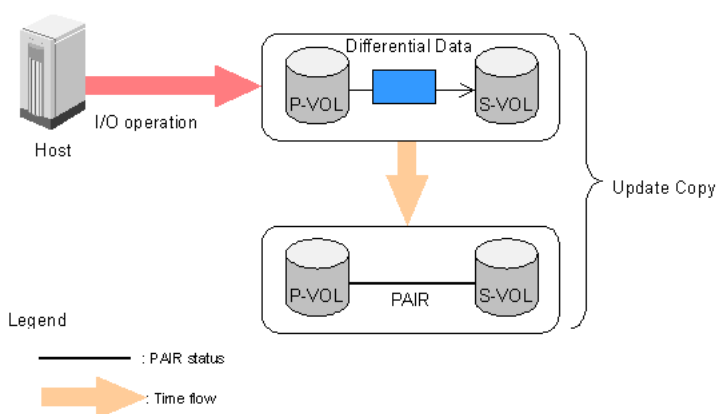 Differential Data
P-VOL
S-VOL
I/O operation
Host
Update Copy
P-VOL
PAIR
S-VOL
Legend
: PAIR status
: Time flow